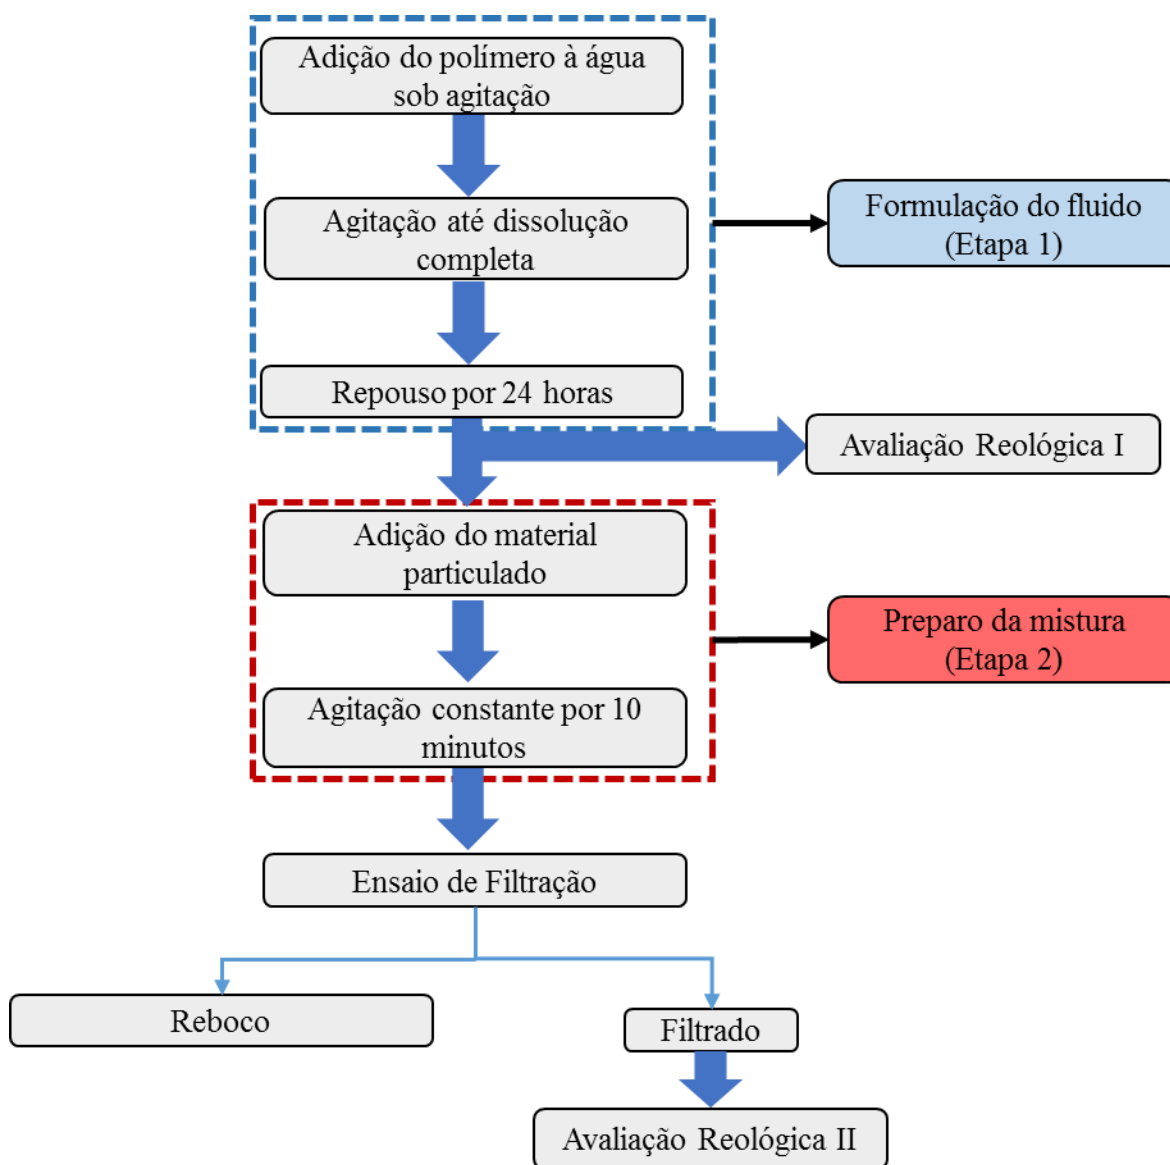 Adição do polímero à água
sob agitação
Agitação até dissolução
completa
Formulação do fluido
(Etapa 1)
Repouso por 24 horas
Avaliação Reológica I
Adição do material
particulado
Preparo da mistura
(Etapa 2)
Agitação constante por 10
minutos
Ensaio de Filtração
Reboco
Filtrado
Avaliação Reológica II